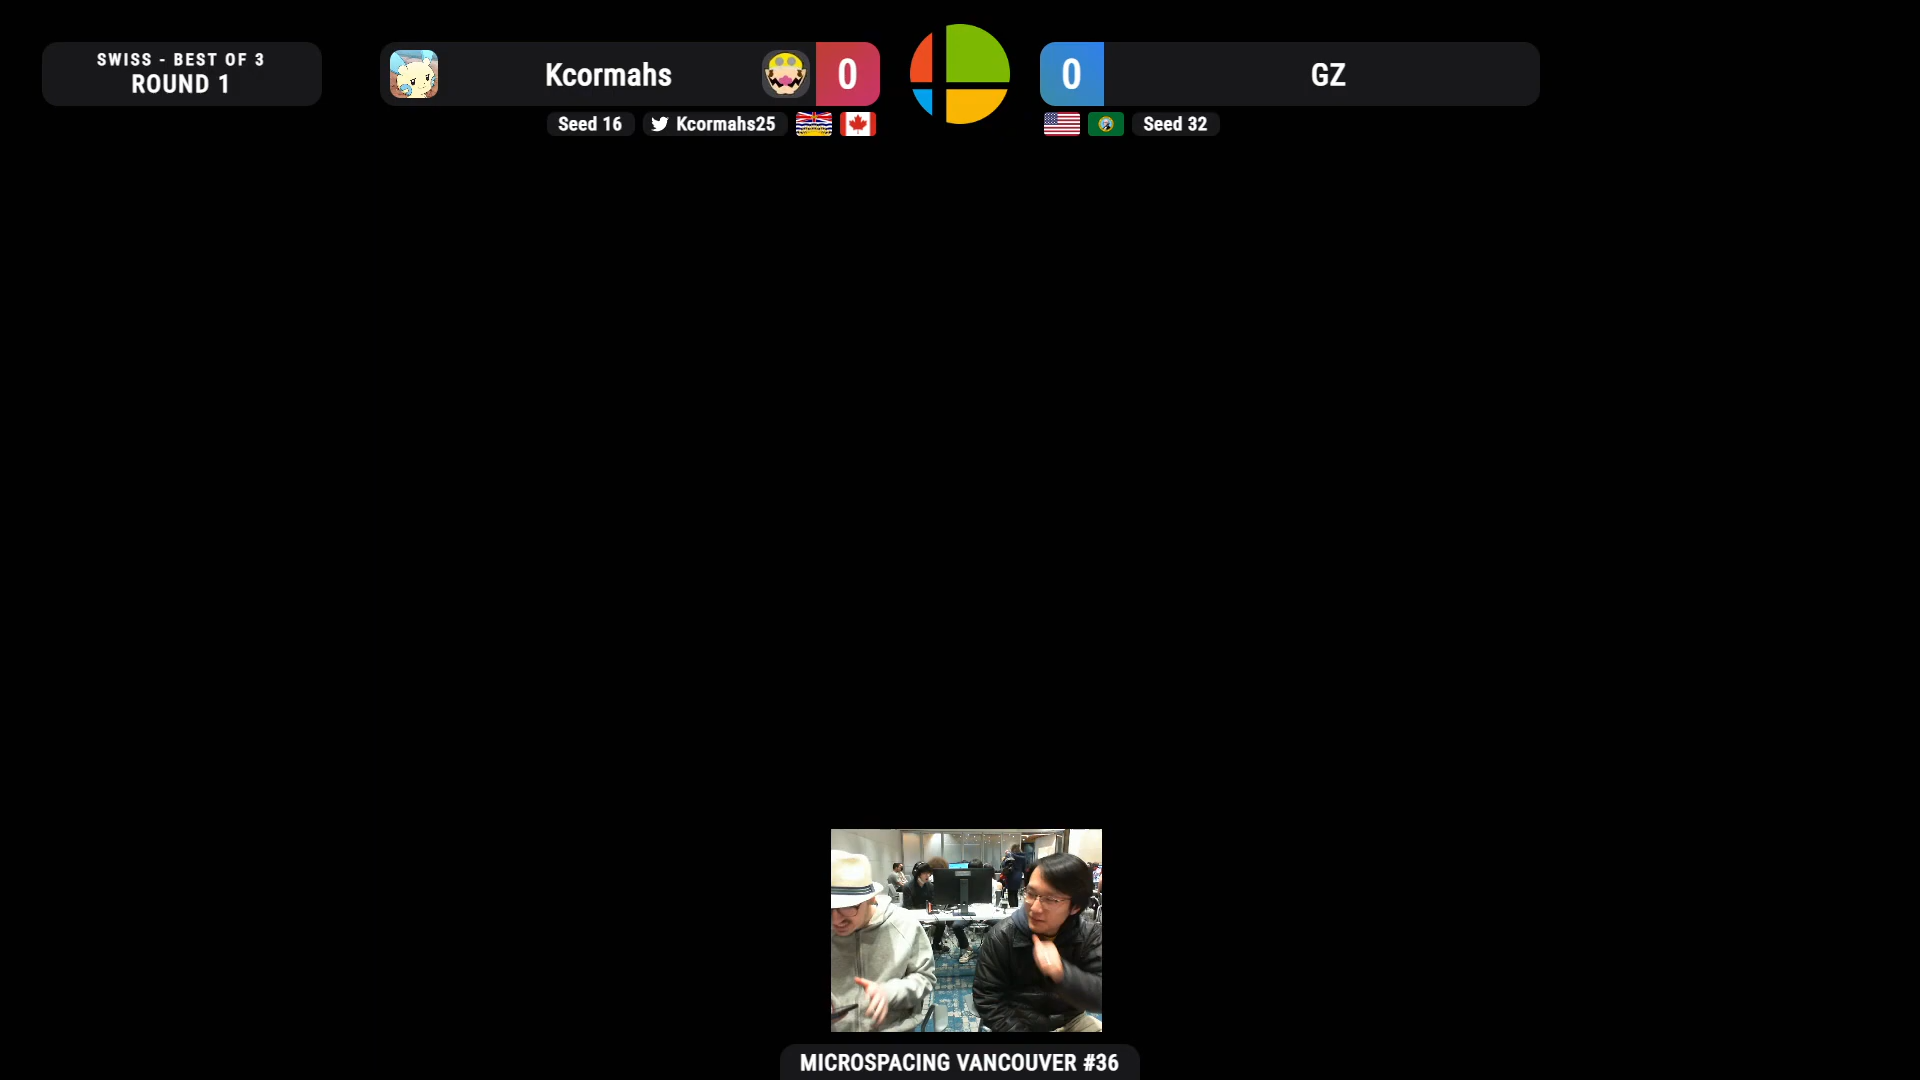 SWISS - BEST OF 3
ROUND 1
Kcormahs
0
0
GZ
Seed 16
Kcormahs25
Seed 32
MICROSPACING VANCOUVER #36